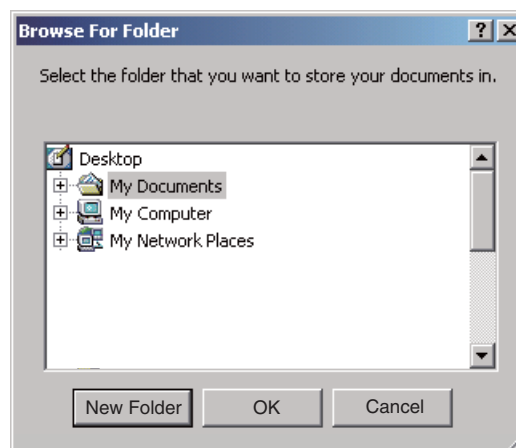 Browse For Folder
Select the folder that you want to store your documents in.
Desktop
My Documents
My Computer
My Network Places
New Folder
OK
Cancel